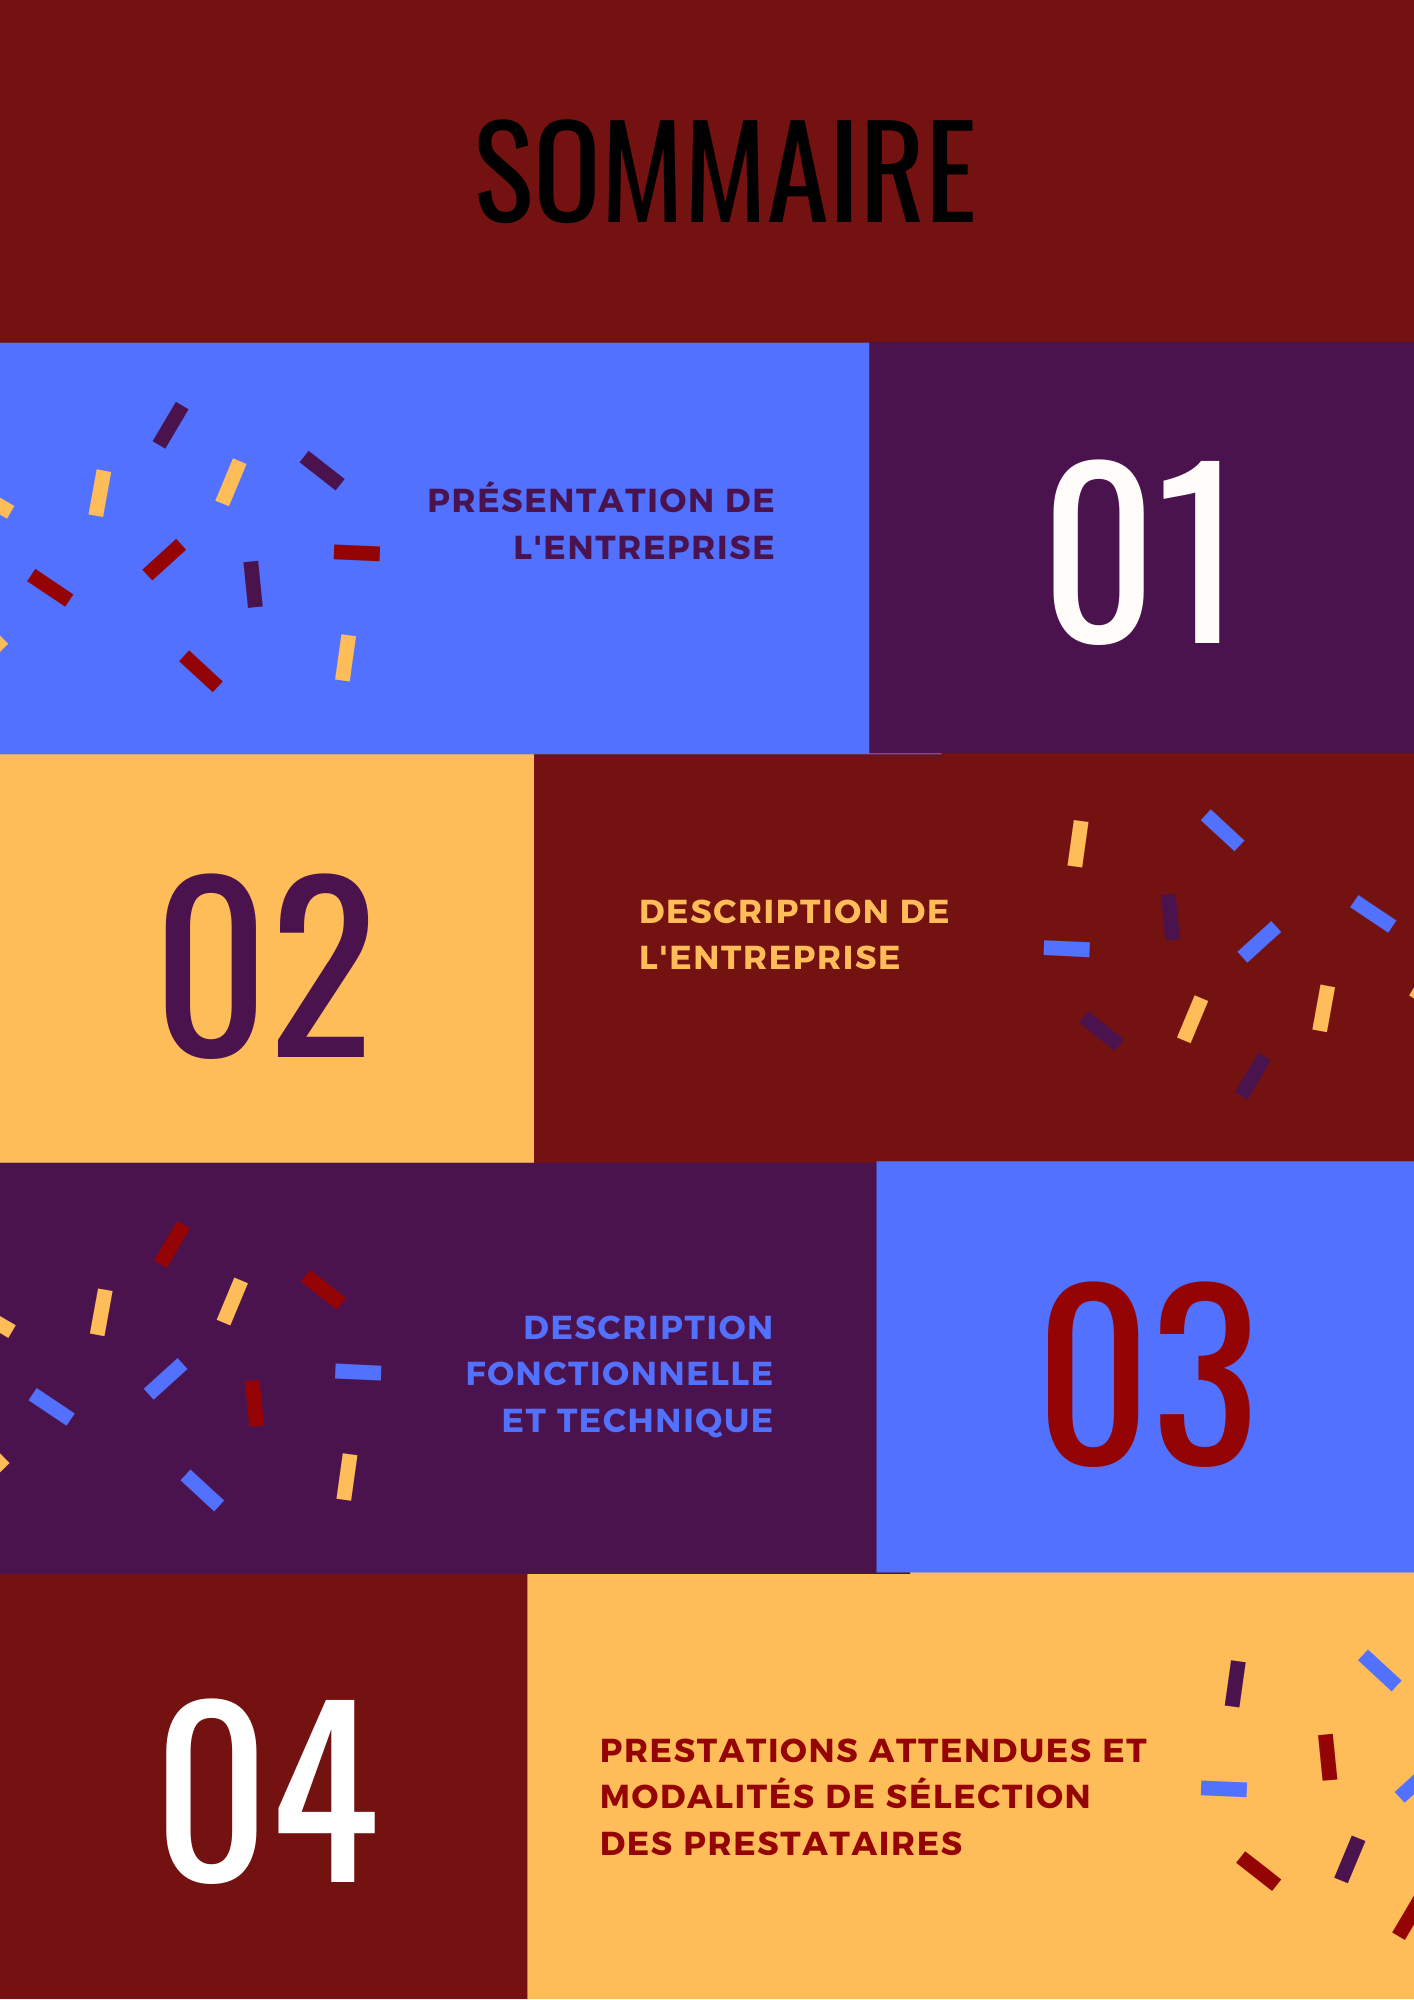 SOMMAIRE
PRÉSENTATION DE
L'ENTREPRISE
01
02
DESCRIPTION DE
L'ENTREPRISE
DESCRIPTION
FONCTIONNELLE
ET TECHNIQUE
03
04
PRESTATIONS ATTENDUES ET
MODALITÉS DE SÉLECTION
DES PRESTATAIRES